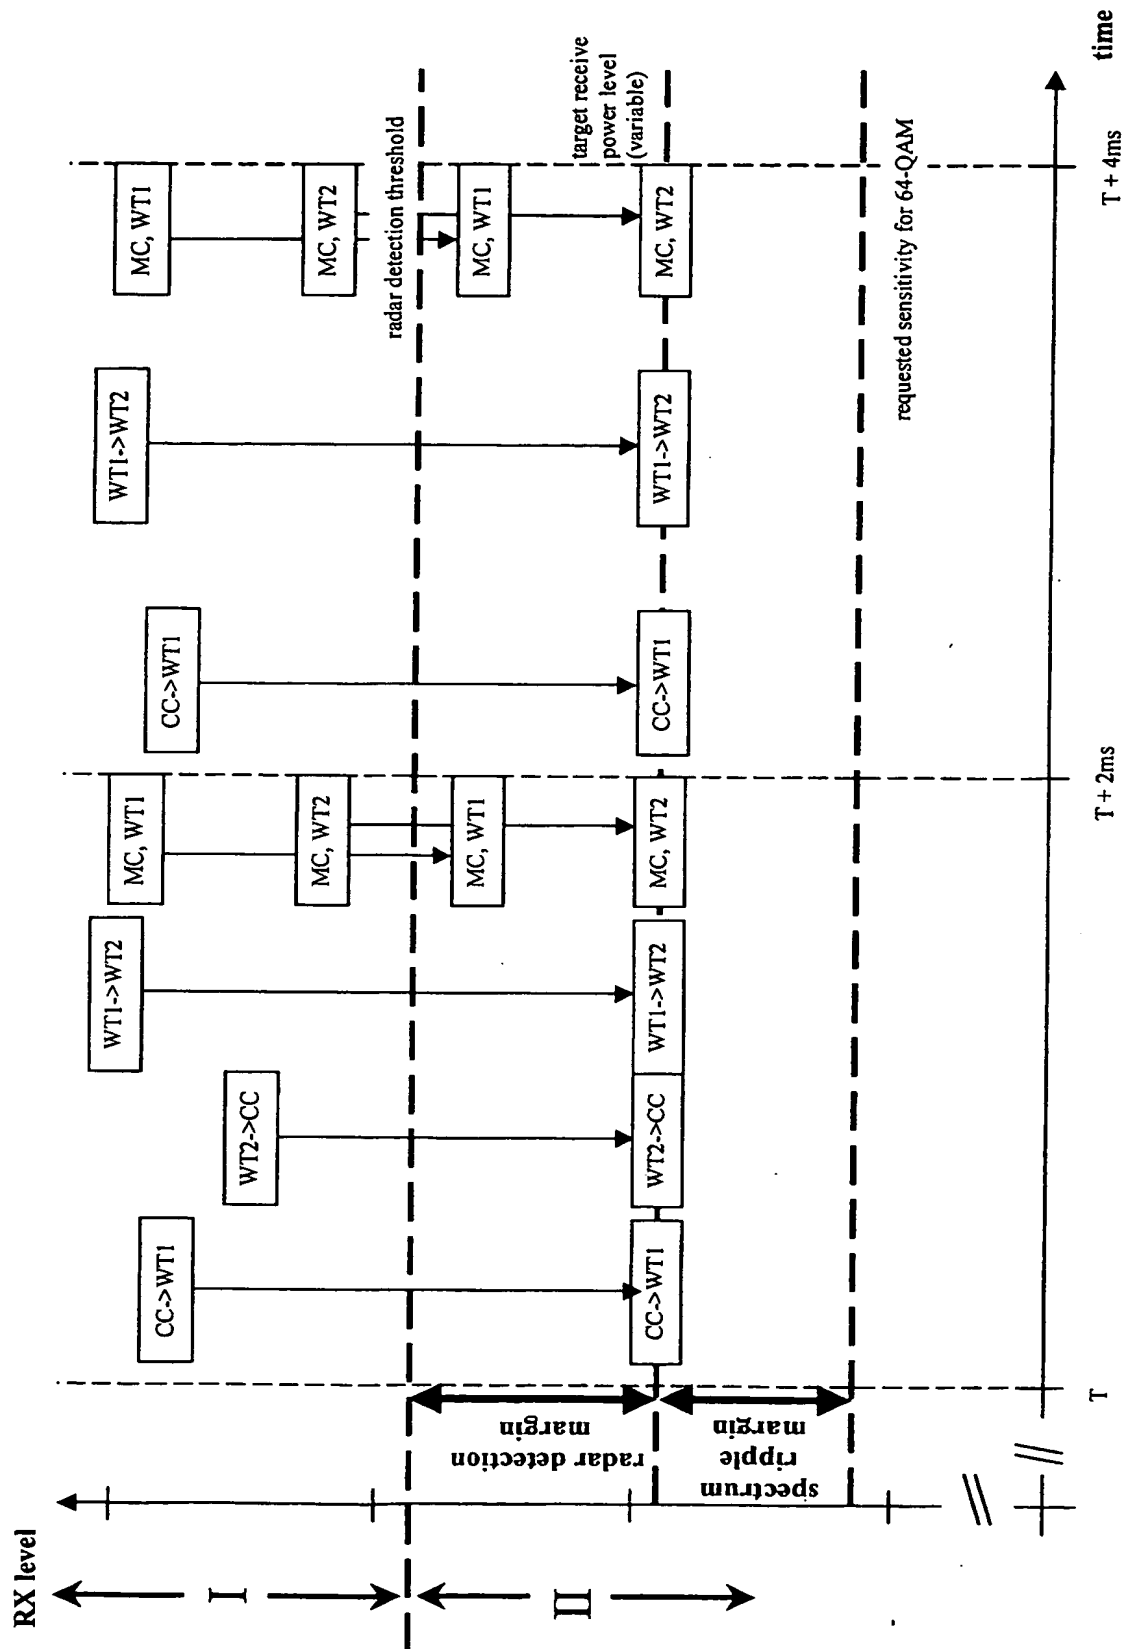 RX level
I
II
radar detection
margin
spectrum
ripple
margin
CC->WT1
WT2->CC
WT1->WT2
MC, WT1
MC, WT2
CC->WT1
WT1->WT2
MC, WT1
MC, WT2
radar detection threshold
MC, WT1
MC, WT1
target receive
power level
(variable)
CC->WT1
WT2->CC
WT1->WT2
MC, WT2
CC->WT1
WT1->WT2
MC, WT2
requested sensitivity for 64-QAM
T
T + 2ms
T + 4ms
time